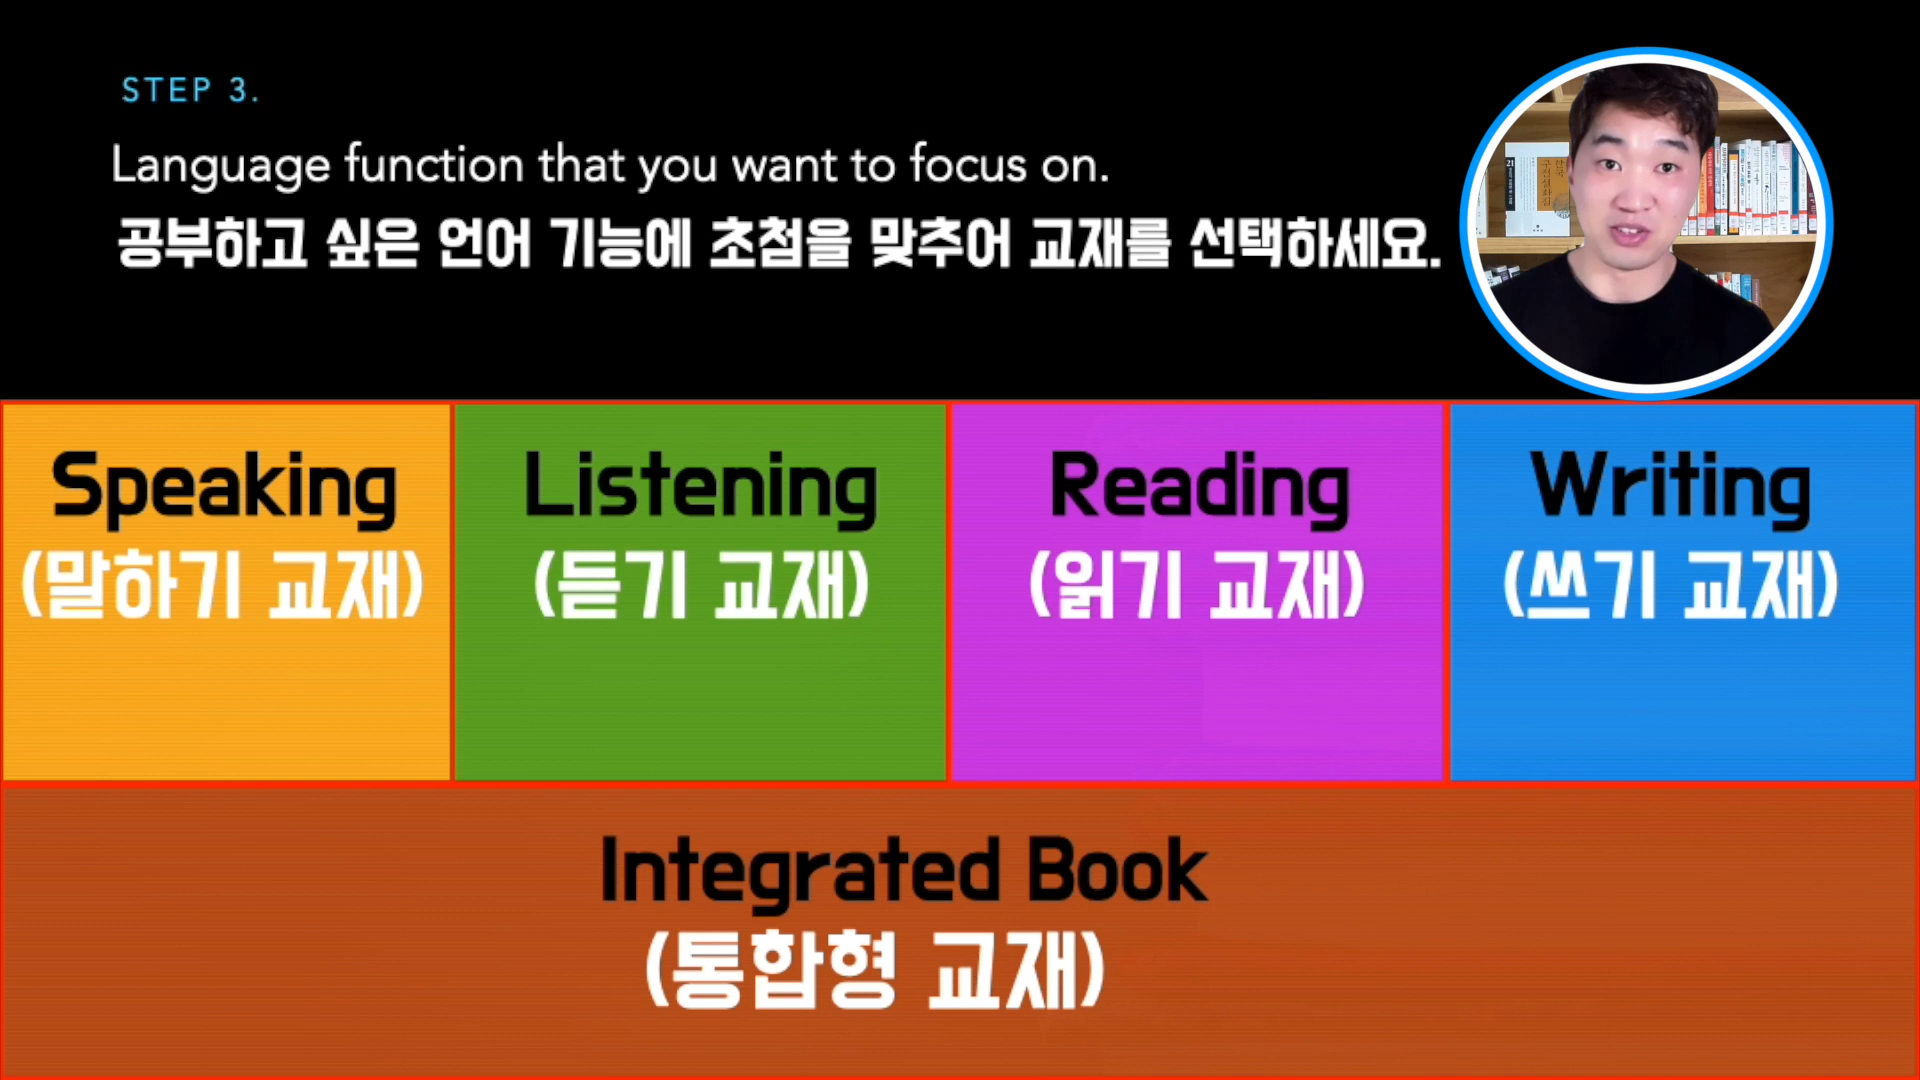 STEP 3.
Language function that you want to focus on.
공부하고 싶은 언어 기능에 초첨을 맞추어 교재를 선택하세요.
Speaking
(말하기 교재)
Listening
(듣기 교재)
Reading
(읽기 교재)
Writing
(쓰기 교재)
Integrated Book
(통합형 교재)